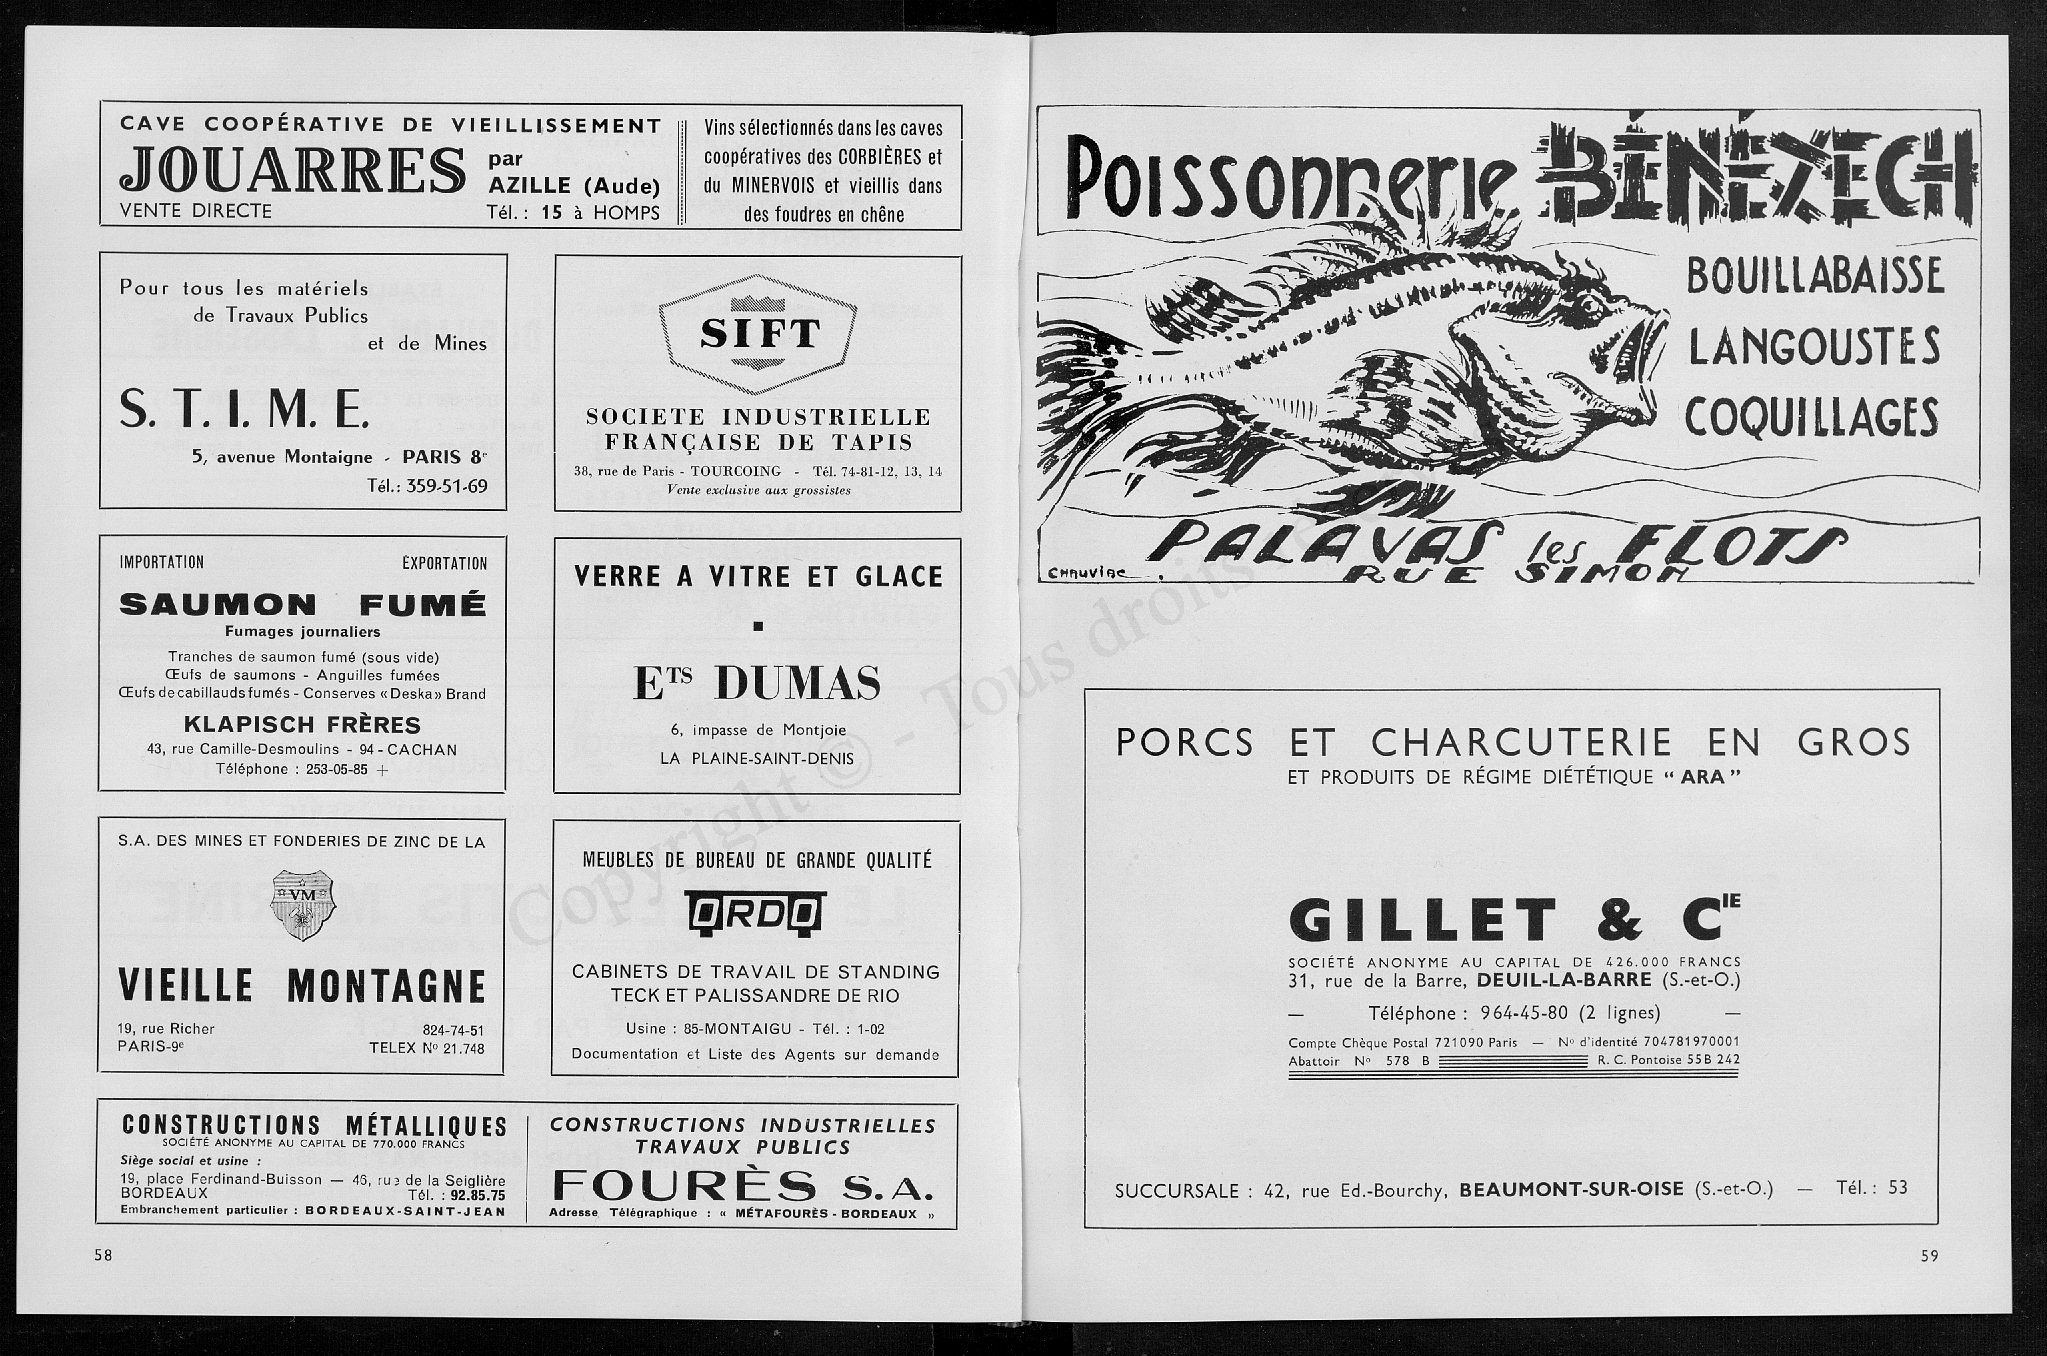 CAVE COOPÉRATIVE DE VIEILLISSEMENT
JOUARRES par
AZILLE (Aude)
VENTE DIRECTE Tél. : 15 à HOMPS
Vins sélectionnés dans les caves
coopératives des CORBIÈRES et
du MINERVOIS et vieillis dans
des foudres en chêne
Pour tous les matériels
de Travaux Publics
et de Mines
S. T. I. M. E.
5, avenue Montaigne - PARIS 8e
Tél. : 359-51-69
SIFT
SOCIETE INDUSTRIELLE
FRANÇAISE DE TAPIS
38, rue de Paris - TOURCOING - Tél. 74-81-12, 13, 14
Vente exclusive aux grossistes
IMPORTATION EXPORTATION
SAUMON FUMÉ
Fumages journaliers
Tranches de saumon fumé (sous vide)
Œufs de saumons - Anguilles fumées
Œufs de cabillauds fumés - Conserves « Deska » Brand
KLAPISCH FRÈRES
43, rue Camille-Desmoulins - 94 - CACHAN
Téléphone : 253-05-85 +
VERRE A VITRE ET GLACE
ETS DUMAS
6, impasse de Montjoie
LA PLAINE-SAINT-DENIS
S.A. DES MINES ET FONDERIES DE ZINC DE LA
VM
VIEILLE MONTAGNE
19, rue Richer 824-74-51
PARIS-9e TELEX No 21.748
MEUBLES DE BUREAU DE GRANDE QUALITÉ
ORDO
CABINETS DE TRAVAIL DE STANDING
TECK ET PALISSANDRE DE RIO
Usine : 85-MONTAIGU - Tél. : 1-02
Documentation et Liste des Agents sur demande
CONSTRUCTIONS MÉTALLIQUES
SOCIÉTÉ ANONYME AU CAPITAL DE 770.000 FRANCS
Siège social et usine :
19, place Ferdinand-Buisson — 46, rue de la Seiglière
BORDEAUX Tél. : 92.85.75
Embranchement particulier : BORDEAUX-SAINT-JEAN
CONSTRUCTIONS INDUSTRIELLES
TRAVAUX PUBLICS
FOURÈS S.A.
Adresse Télégraphique : « MÉTAFOURÈS - BORDEAUX »
58
Poissonnerie BÉNÉZECH
BOUILLABAISSE
LANGOUSTES
COQUILLAGES
PALAVAS les FLOTS
RUE SIMON
CHAUVIAC
PORCS ET CHARCUTERIE EN GROS
ET PRODUITS DE RÉGIME DIÉTÉTIQUE “ ARA ”
GILLET & CIE
SOCIÉTÉ ANONYME AU CAPITAL DE 426.000 FRANCS
31, rue de la Barre, DEUIL-LA-BARRE (S.-et-O.)
— Téléphone : 964-45-80 (2 lignes) —
Compte Chèque Postal 721090 Paris — No d'identité 704781970001
Abattoir No 578 B R. C. Pontoise 55 B 242
SUCCURSALE : 42, rue Ed.-Bourchy, BEAUMONT-SUR-OISE (S.-et-O.) — Tél. : 53
59
Copyright © - Tous droits